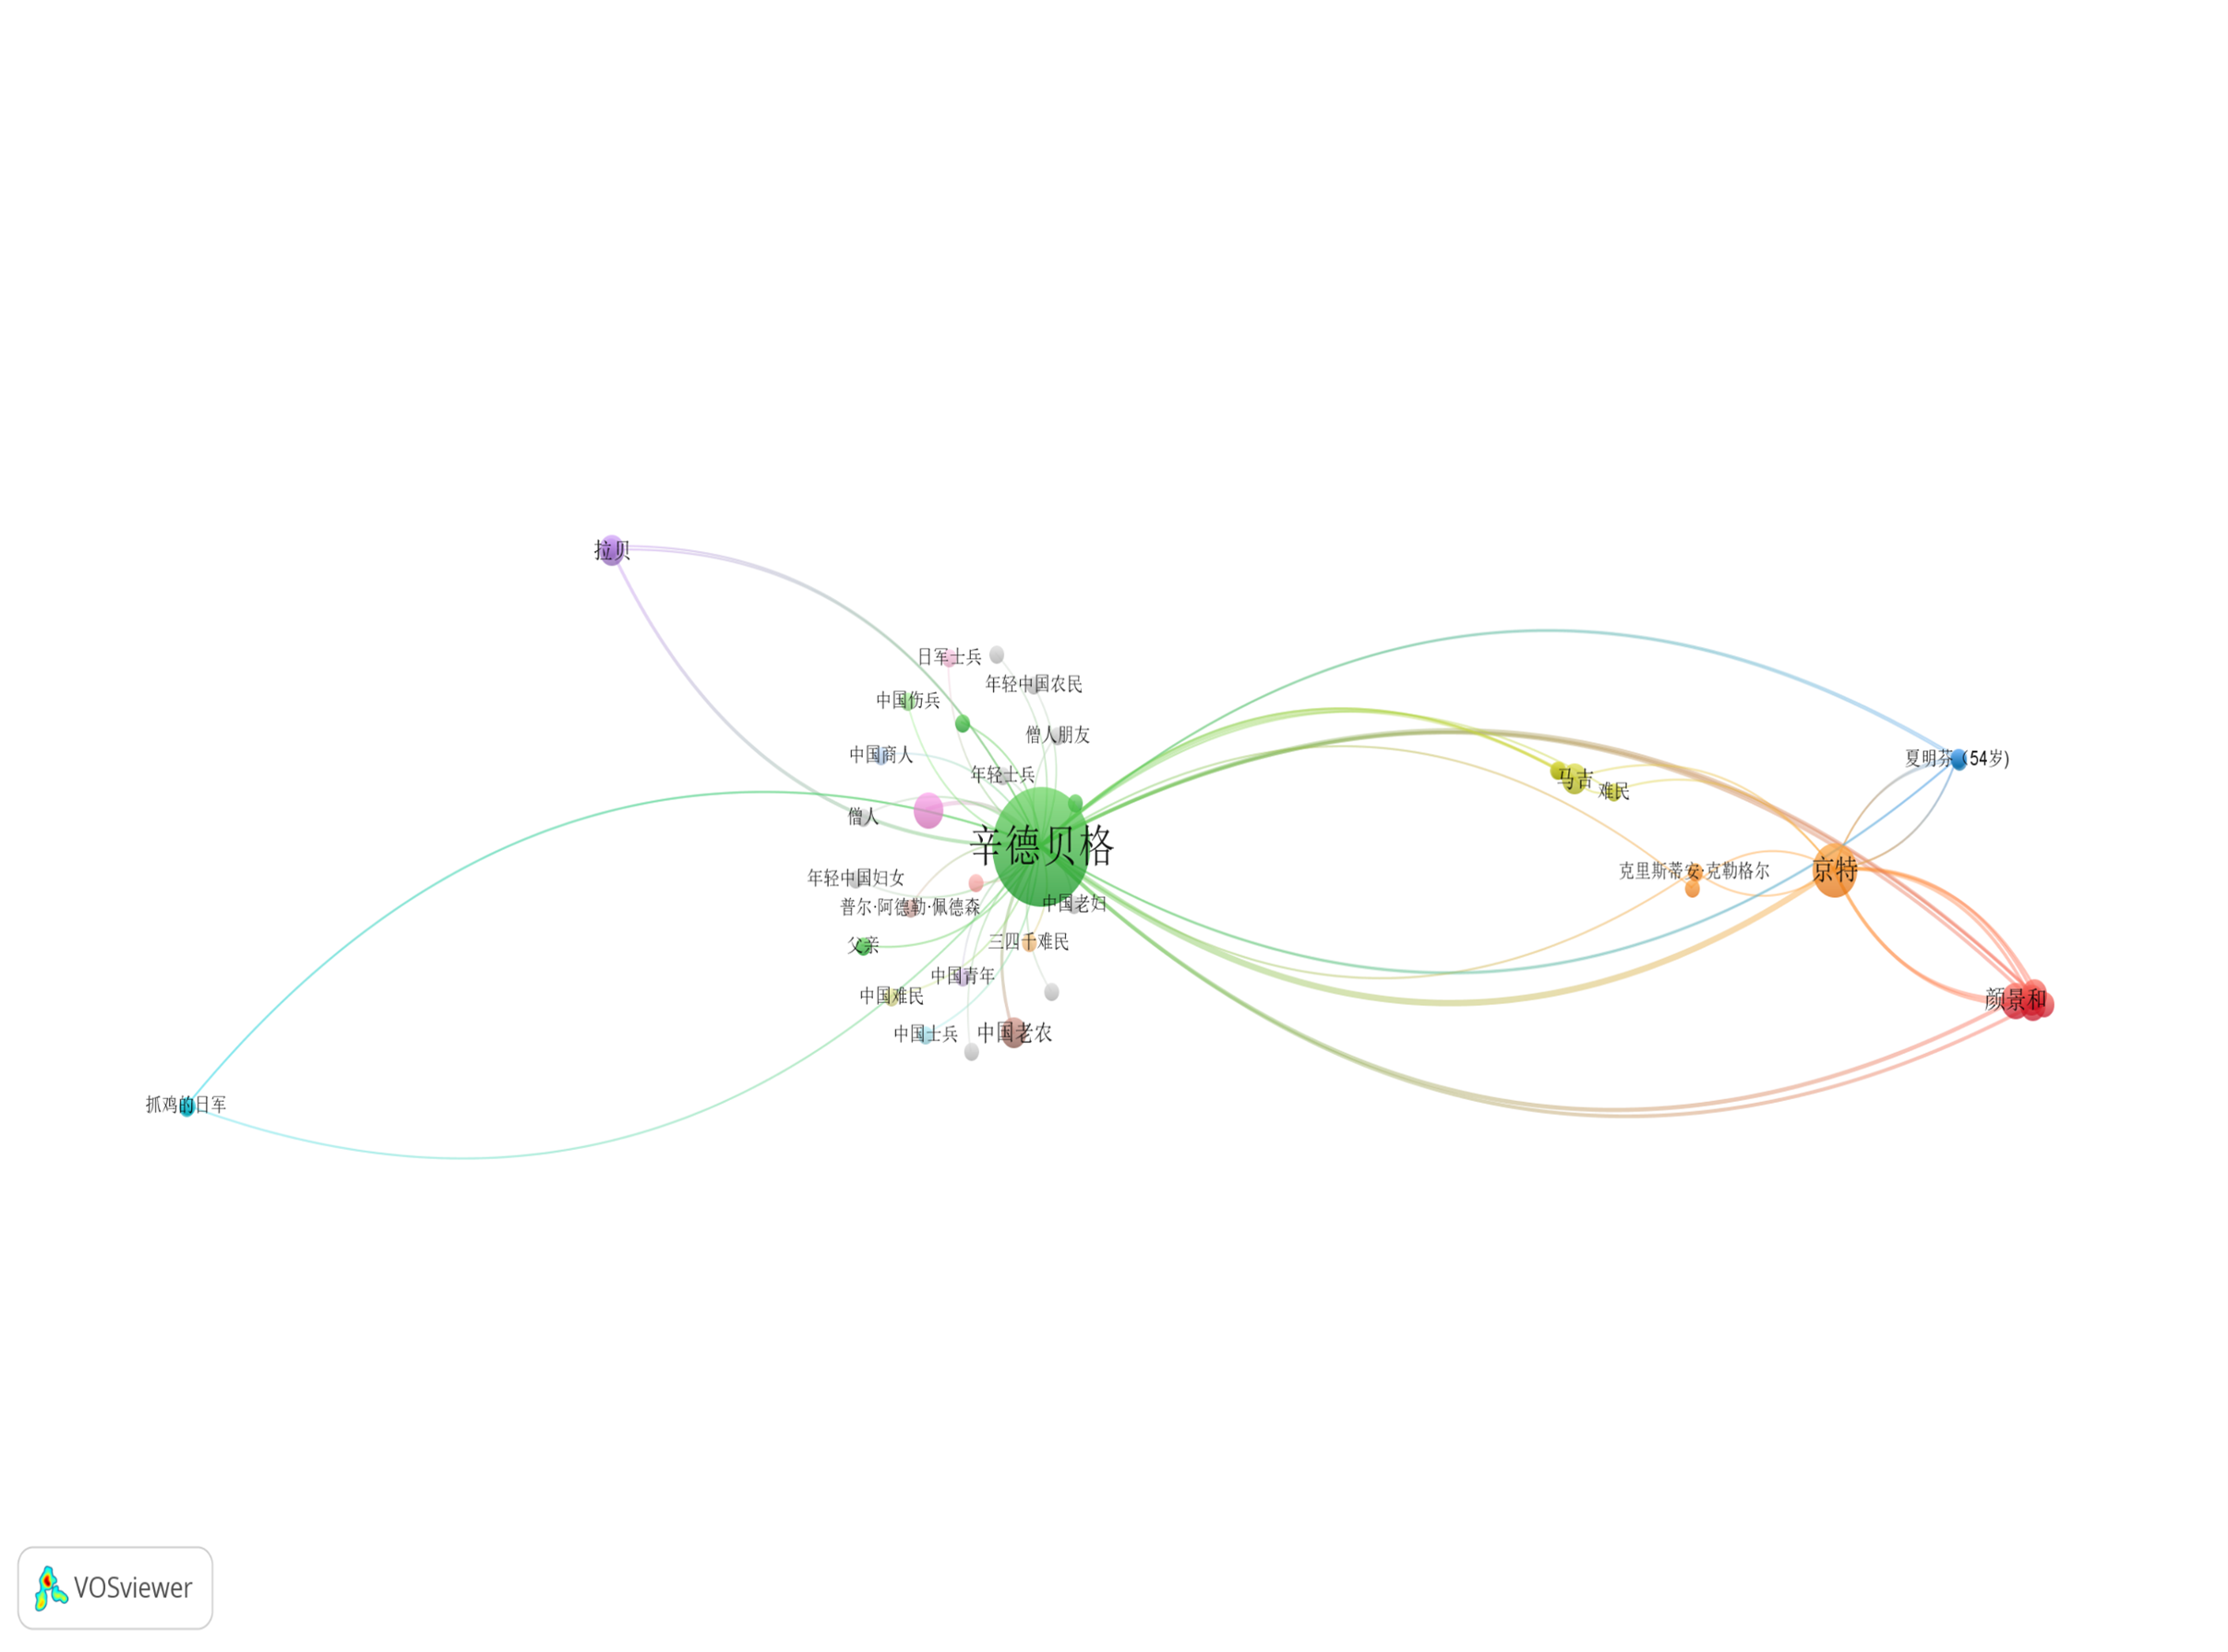 拉贝
日军士兵
年轻中国农民
中国伤兵
僧人朋友
中国商人
年轻士兵
夏明芬（54岁)
马吉
难民
僧人
辛德贝格
克里斯蒂安·克勒格尔
京特
年轻中国妇女
普尔·阿德勒·佩德森
中国老妇
父亲
三四千难民
中国青年
中国难民
颜景和
中国士兵
中国老农
抓鸡的日军
VOSviewer